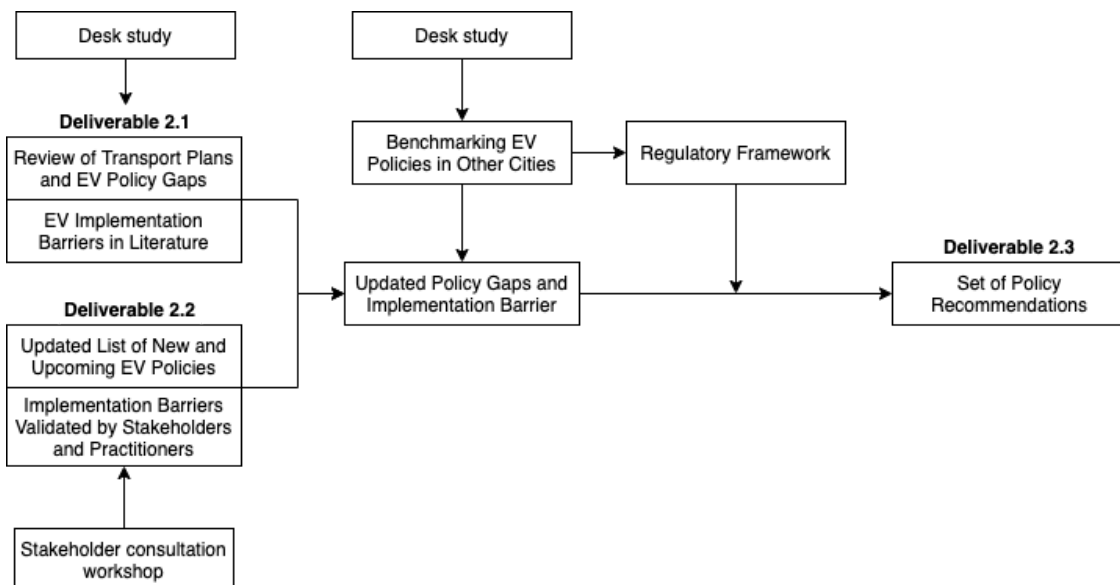 Desk study
Deliverable 2.1
Review of Transport Plans
and EV Policy Gaps
EV Implementation
Barriers in Literature
Deliverable 2.2
Updated List of New and
Upcoming EV Policies
Implementation Barriers
Validated by Stakeholders
and Practitioners
Stakeholder consultation
workshop
Desk study
Benchmarking EV
Policies in Other Cities
Regulatory Framework
Updated Policy Gaps and
Implementation Barrier
Deliverable 2.3
Set of Policy
Recommendations